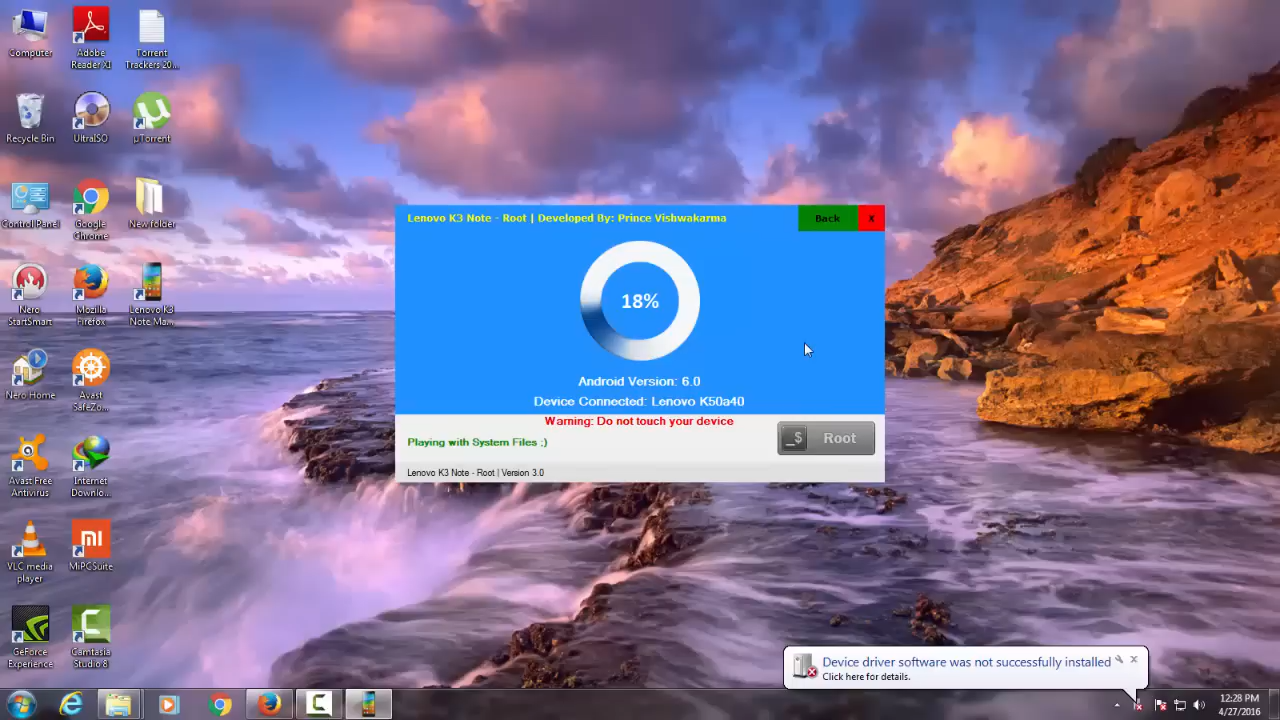 Computer
Adobe
Reader XI
Torrent
Trackers 20...
Recycle Bin
UltraISO
µTorrent
Control Panel
Google
Chrome
New folder
Nero
StartSmart
Mozilla
Firefox
Lenovo K3
Note Ma...
Nero Home
Avast
SafeZo...
Avast Free
Antivirus
Internet
Downlo...
VLC media
player
MiPCSuite
GeForce
Experience
Camtasia
Studio 8
Lenovo K3 Note - Root | Developed By: Prince Vishwakarma
Back
X
18%
Android Version: 6.0
Device Connected: Lenovo K50a40
Warning: Do not touch your device
Playing with System Files ;)
_$ Root
Lenovo K3 Note - Root | Version 3.0
Device driver software was not successfully installed
Click here for details.
12:28 PM
4/27/2016